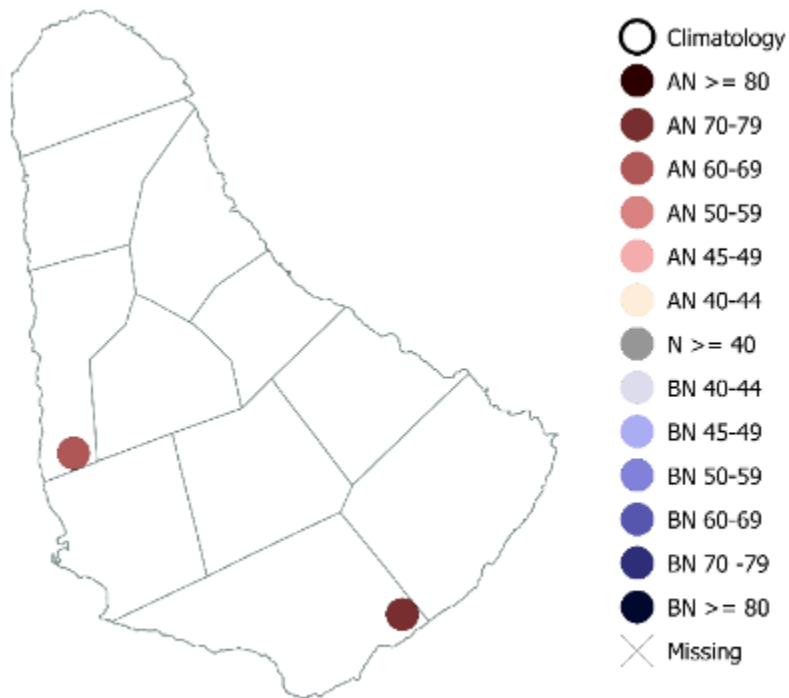 Climatology
AN >= 80
AN 70-79
AN 60-69
AN 50-59
AN 45-49
AN 40-44
N >= 40
BN 40-44
BN 45-49
BN 50-59
BN 60-69
BN 70 -79
BN >= 80
Missing